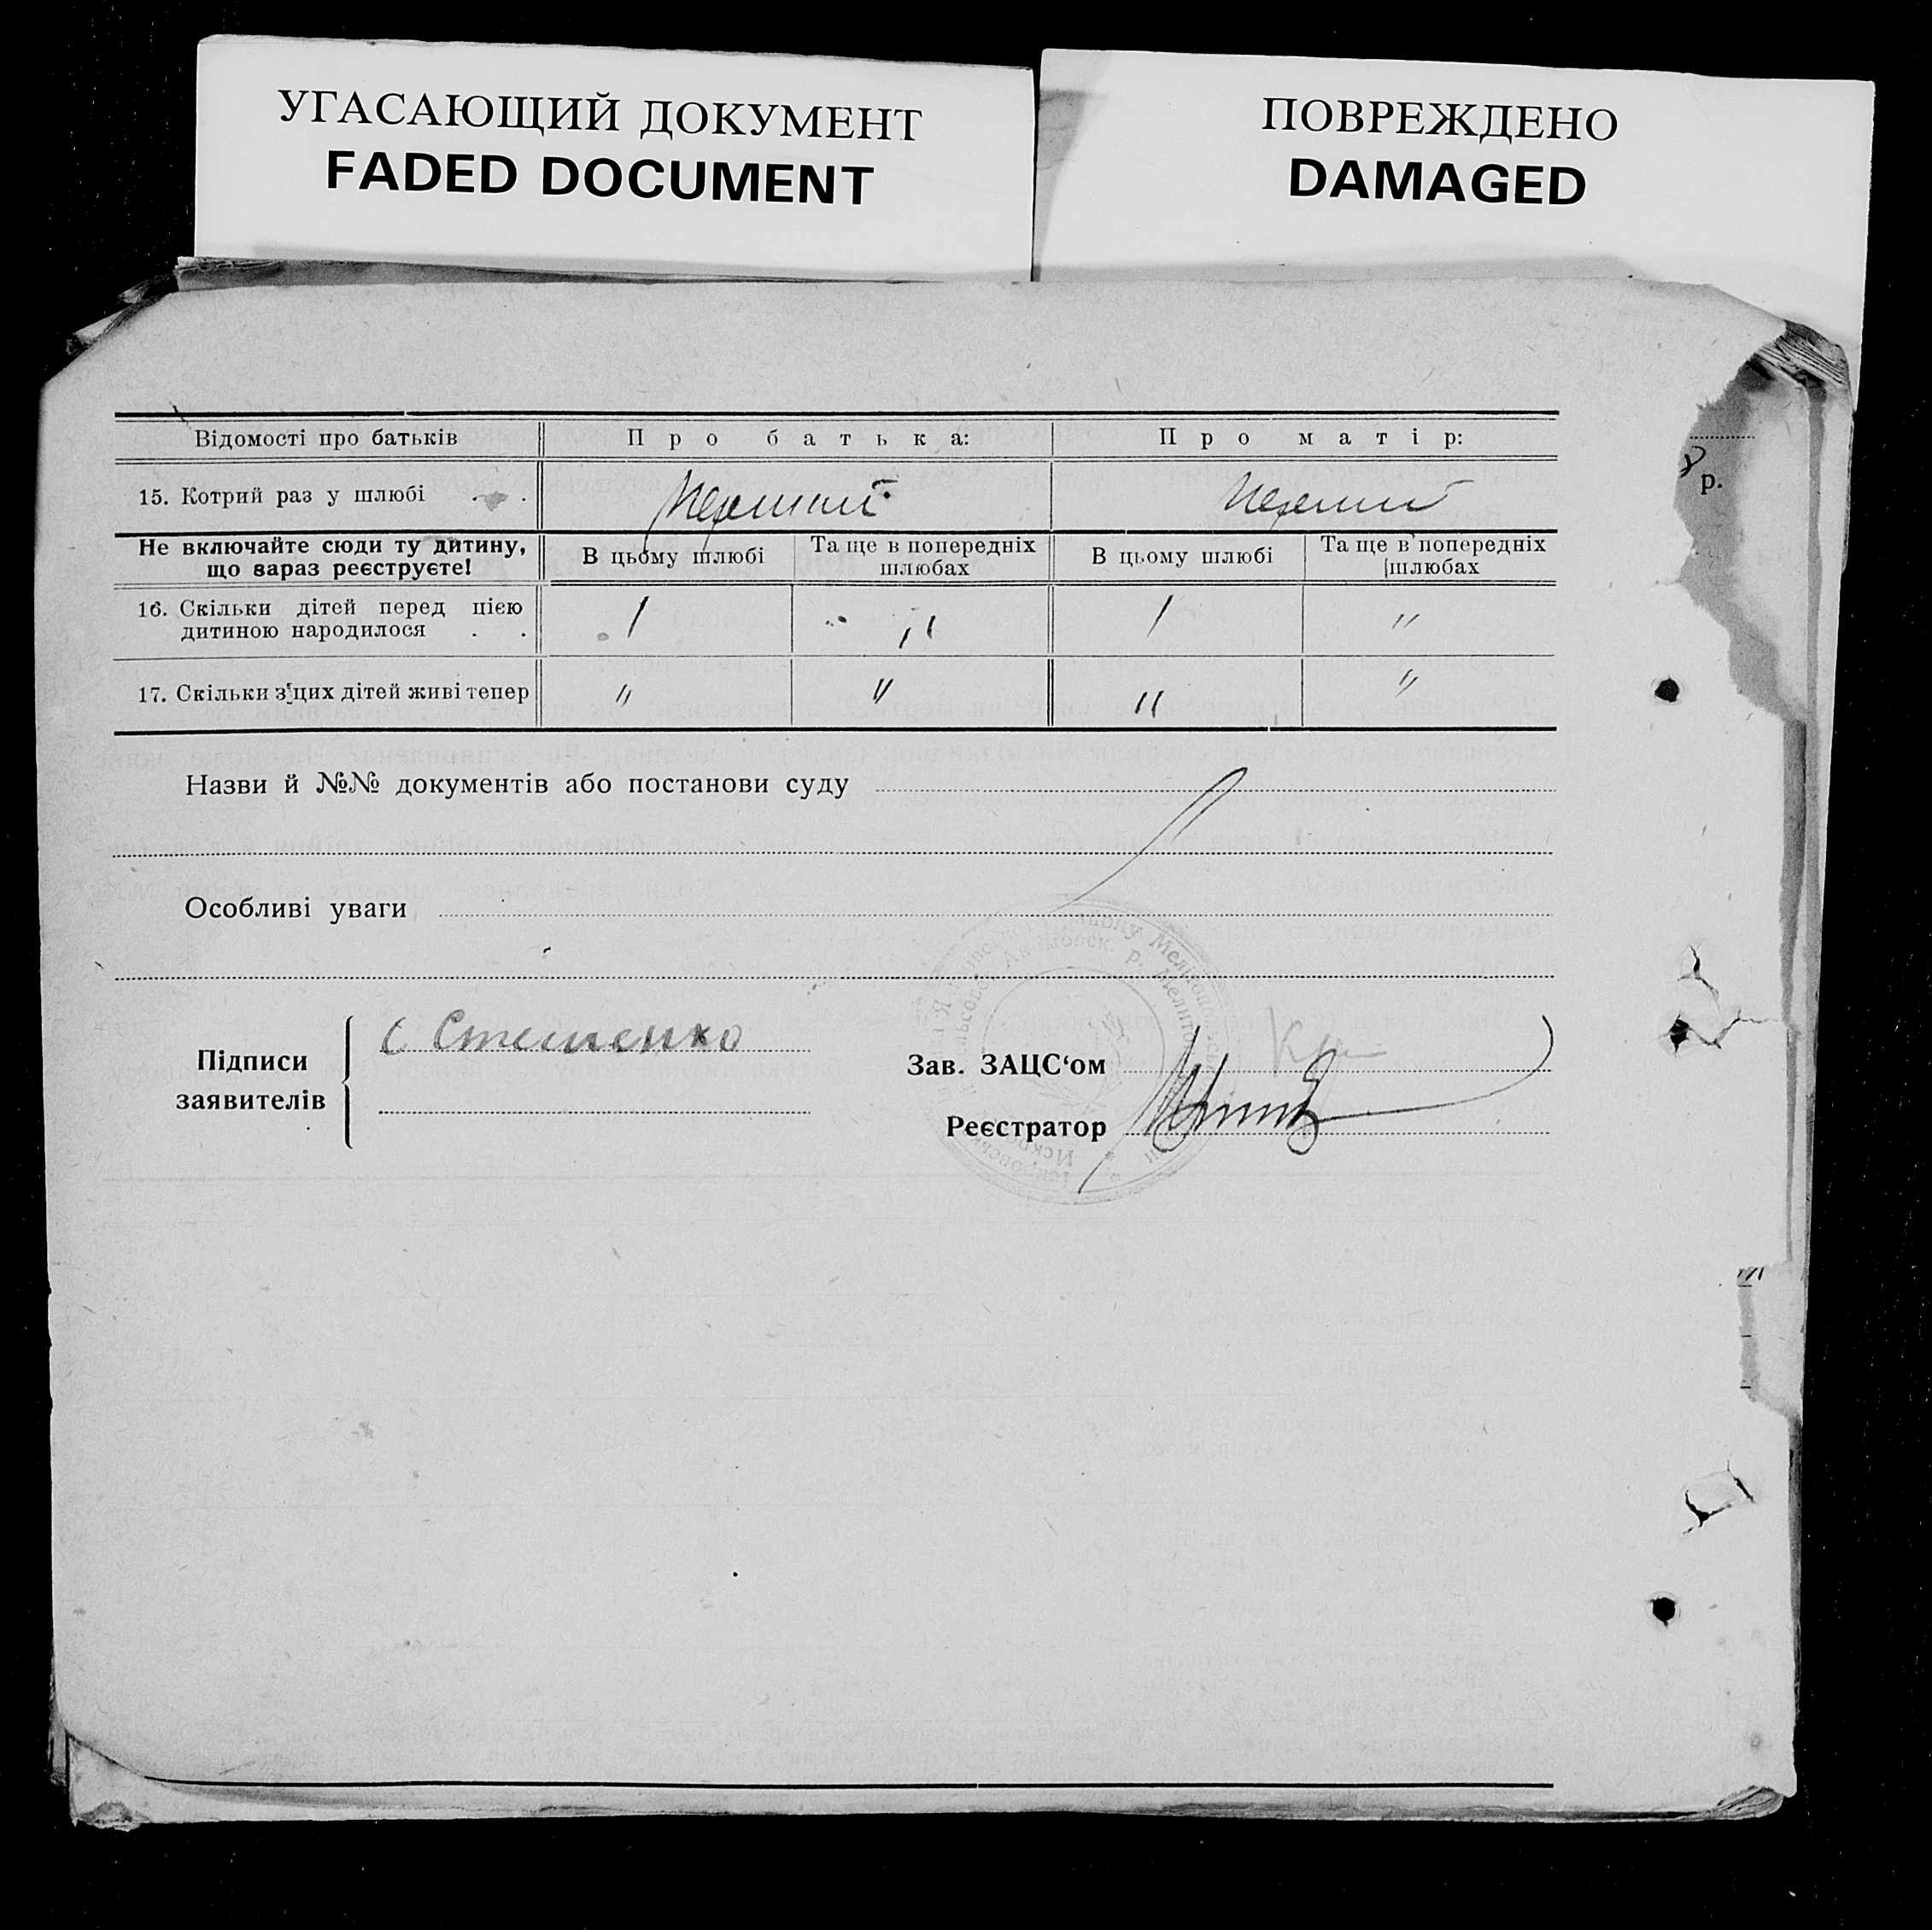 УГАСАЮЩИЙ ДОКУМЕНТ
FADED DOCUMENT
ПОВРЕЖДЕНО
DAMAGED
Відомості про батьків Про батька: Про матір:
р.
15. Котрий раз у шлюбі . . Перший Перший
Не включайте сюди ту дитину, що вараз реєструєте! В цьому шлюбі Та ще в попередніх шлюбах В цьому шлюбі Та ще в попередніх шлюбах
16. Скільки дітей перед цією дитиною народилося . . 1 " 1 "
17. Скільки з'цих дітей живі тепер " " " "
Назви й №№ документів або постанови суду
Особливі уваги
Підписи заявителів
С Стешенко
Зав. ЗАЦС‘ом
Реєстратор